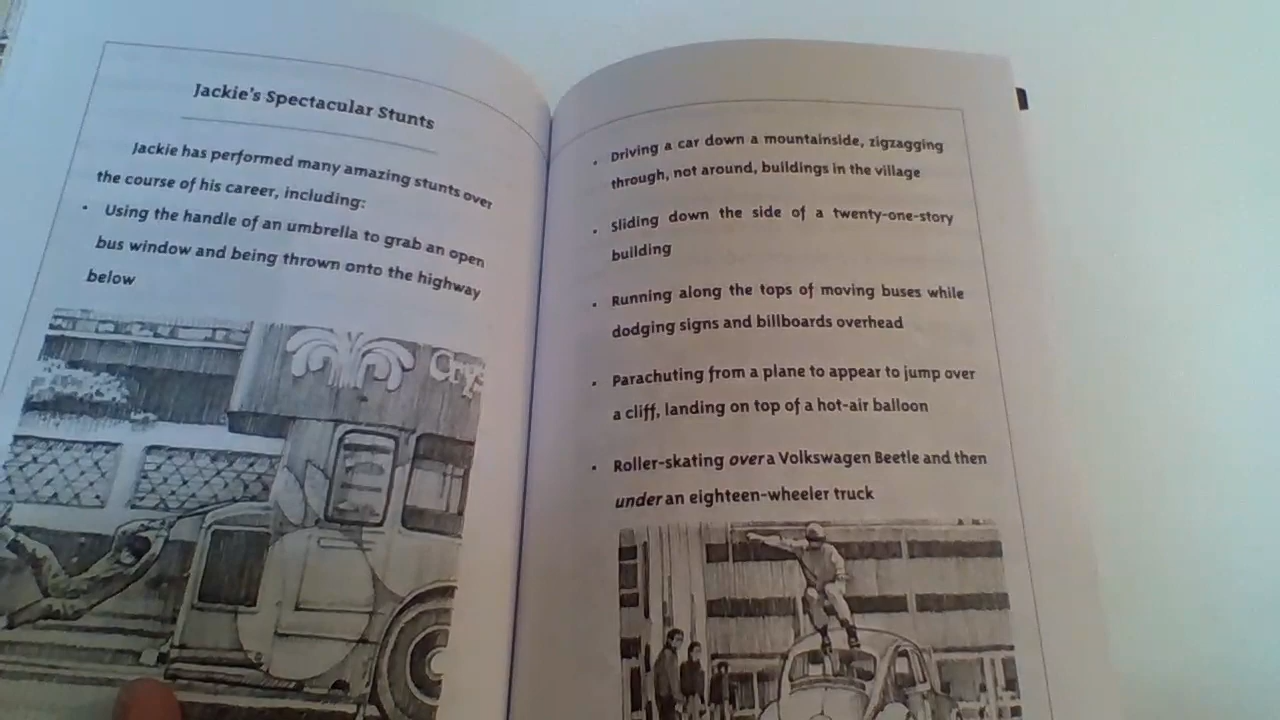 Jackie's Spectacular Stunts
Jackie has performed many amazing stunts over
the course of his career, including:
• Using the handle of an umbrella to grab an open
bus window and being thrown onto the highway
below
Crys
• Driving a car down a mountainside, zigzagging
through, not around, buildings in the village
• Sliding down the side of a twenty-one-story
building
• Running along the tops of moving buses while
dodging signs and billboards overhead
• Parachuting from a plane to appear to jump over
a cliff, landing on top of a hot-air balloon
• Roller-skating over a Volkswagen Beetle and then
under an eighteen-wheeler truck